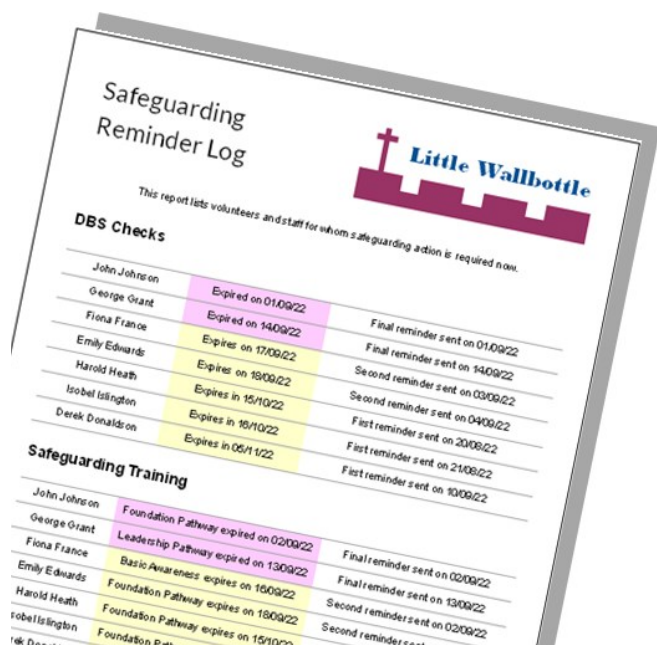 Safeguarding
Reminder Log
Little Wallbottle
This report lists volunteers and staff for whom safeguarding action is required now.
DBS Checks
John Johnson Expired on 01/09/22 Final reminder sent on 01/09/22
George Grant Expired on 14/09/22 Final reminder sent on 14/09/22
Fiona France Expires on 17/09/22 Second reminder sent on 03/09/22
Emily Edwards Expires on 18/09/22 Second reminder sent on 04/09/22
Harold Heath Expires in 15/10/22 First reminder sent on 20/08/22
Isobel Islington Expires in 16/10/22 First reminder sent on 21/08/22
Derek Donaldson Expires in 05/11/22 First reminder sent on 10/09/22
Safeguarding Training
John Johnson Foundation Pathway expired on 02/09/22 Final reminder sent on 02/09/22
George Grant Leadership Pathway expired on 13/09/22 Final reminder sent on 13/09/22
Fiona France Basic Awareness expires on 16/09/22 Second reminder sent on 02/09/22
Emily Edwards Foundation Pathway expires on 18/09/22 Second reminder sent
Harold Heath Foundation Pathway expires on 15/10/22
Islington Foundation